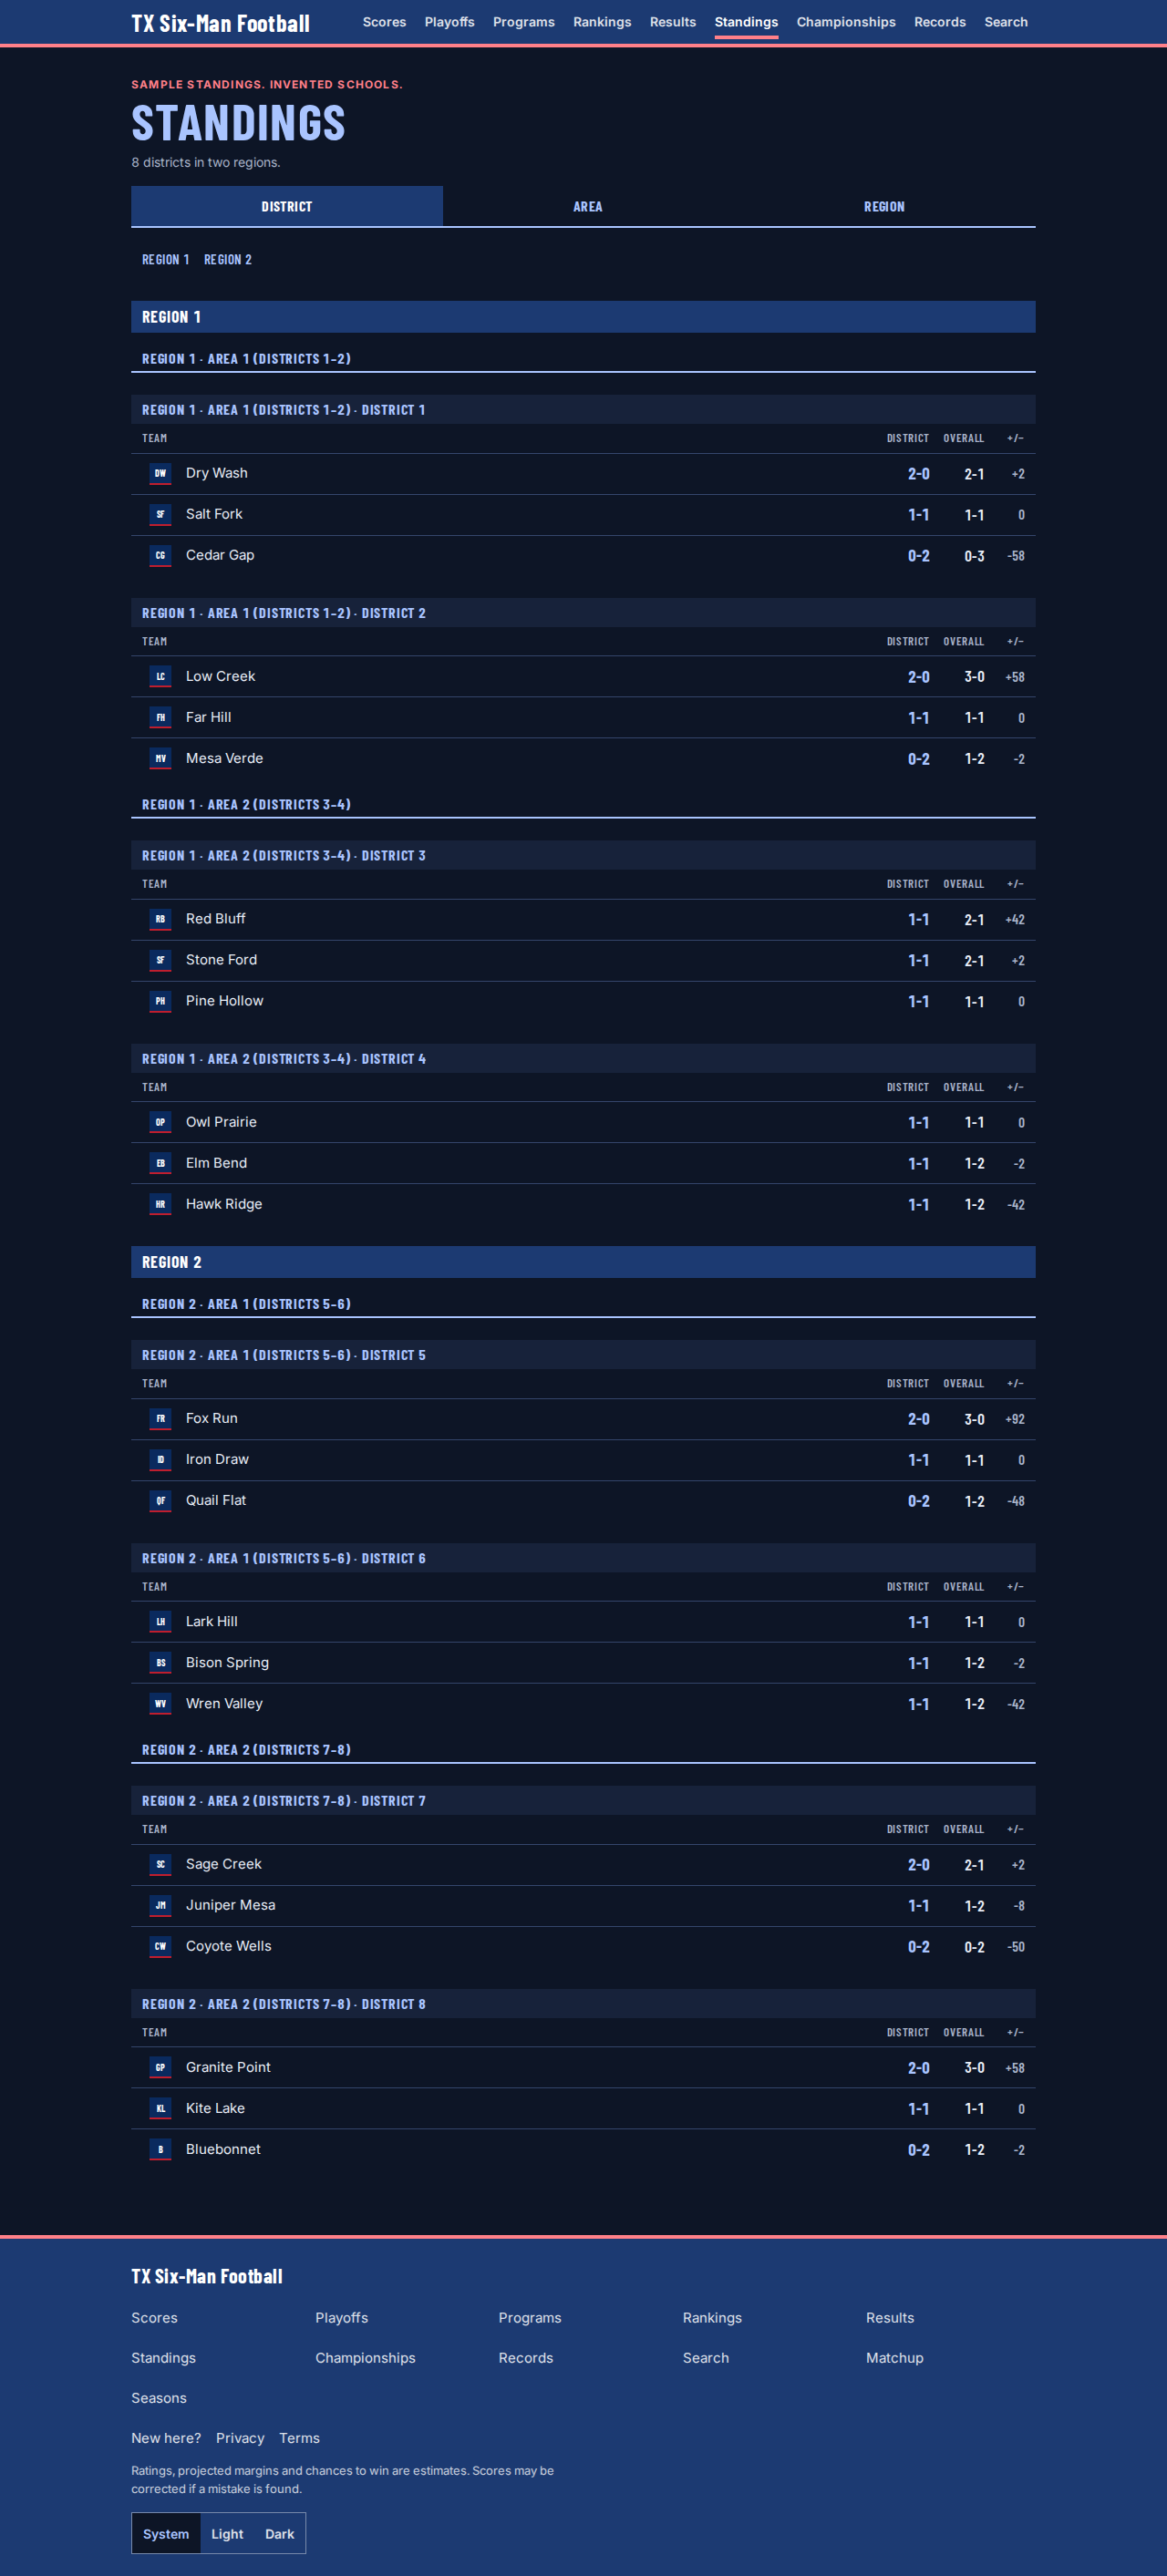 TX Six-Man Football
Scores Playoffs Programs Rankings Results Standings Championships Records Search
SAMPLE STANDINGS. INVENTED SCHOOLS.
STANDINGS
8 districts in two regions.
DISTRICT AREA REGION
REGION 1 REGION 2
REGION 1
REGION 1 · AREA 1 (DISTRICTS 1–2)
REGION 1 · AREA 1 (DISTRICTS 1–2) · DISTRICT 1
TEAM DISTRICT OVERALL +/−
DW Dry Wash 2-0 2-1 +2
SF Salt Fork 1-1 1-1 0
CG Cedar Gap 0-2 0-3 -58
REGION 1 · AREA 1 (DISTRICTS 1–2) · DISTRICT 2
TEAM DISTRICT OVERALL +/−
LC Low Creek 2-0 3-0 +58
FH Far Hill 1-1 1-1 0
MV Mesa Verde 0-2 1-2 -2
REGION 1 · AREA 2 (DISTRICTS 3–4)
REGION 1 · AREA 2 (DISTRICTS 3–4) · DISTRICT 3
TEAM DISTRICT OVERALL +/−
RB Red Bluff 1-1 2-1 +42
SF Stone Ford 1-1 2-1 +2
PH Pine Hollow 1-1 1-1 0
REGION 1 · AREA 2 (DISTRICTS 3–4) · DISTRICT 4
TEAM DISTRICT OVERALL +/−
OP Owl Prairie 1-1 1-1 0
EB Elm Bend 1-1 1-2 -2
HR Hawk Ridge 1-1 1-2 -42
REGION 2
REGION 2 · AREA 1 (DISTRICTS 5–6)
REGION 2 · AREA 1 (DISTRICTS 5–6) · DISTRICT 5
TEAM DISTRICT OVERALL +/−
FR Fox Run 2-0 3-0 +92
ID Iron Draw 1-1 1-1 0
QF Quail Flat 0-2 1-2 -48
REGION 2 · AREA 1 (DISTRICTS 5–6) · DISTRICT 6
TEAM DISTRICT OVERALL +/−
LH Lark Hill 1-1 1-1 0
BS Bison Spring 1-1 1-2 -2
WV Wren Valley 1-1 1-2 -42
REGION 2 · AREA 2 (DISTRICTS 7–8)
REGION 2 · AREA 2 (DISTRICTS 7–8) · DISTRICT 7
TEAM DISTRICT OVERALL +/−
SC Sage Creek 2-0 2-1 +2
JM Juniper Mesa 1-1 1-2 -8
CW Coyote Wells 0-2 0-2 -50
REGION 2 · AREA 2 (DISTRICTS 7–8) · DISTRICT 8
TEAM DISTRICT OVERALL +/−
GP Granite Point 2-0 3-0 +58
KL Kite Lake 1-1 1-1 0
B Bluebonnet 0-2 1-2 -2
TX Six-Man Football
Scores Playoffs Programs Rankings Results
Standings Championships Records Search Matchup
Seasons
New here? Privacy Terms
Ratings, projected margins and chances to win are estimates. Scores may be
corrected if a mistake is found.
System Light Dark